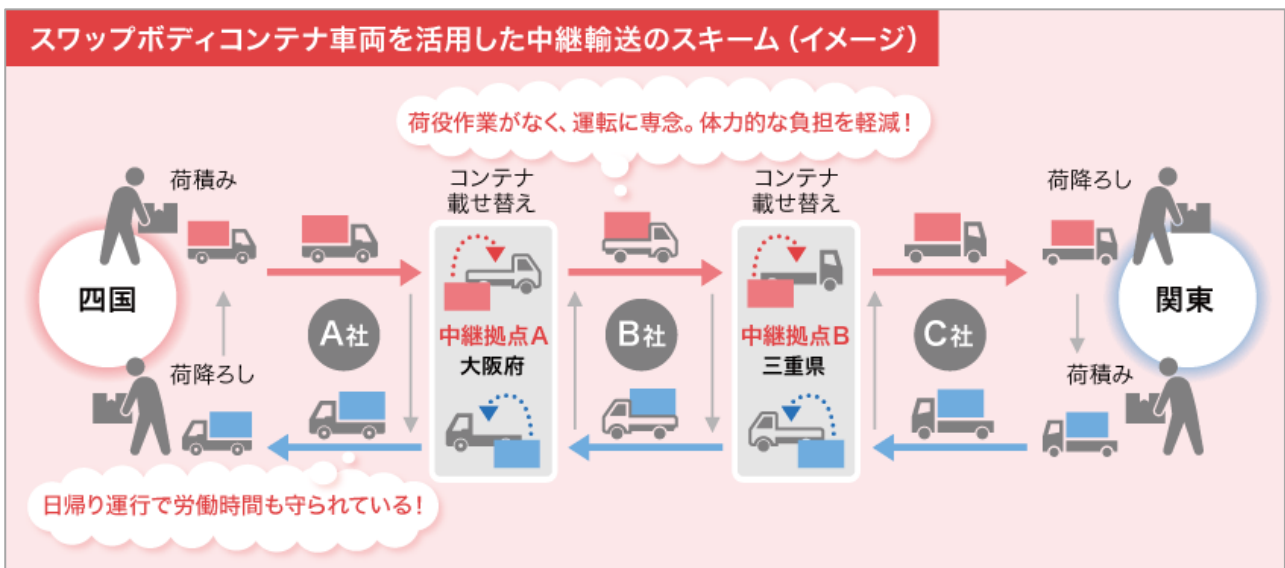 スワップボディコンテナ車両を活用した中継輸送のスキーム（イメージ）
荷役作業がなく、運転に専念。体力的な負担を軽減！
荷積み
コンテナ
載せ替え
コンテナ
載せ替え
荷降ろし
四国
A社
中継拠点A
大阪府
B社
中継拠点B
三重県
C社
関東
荷降ろし
荷積み
日帰り運行で労働時間も守られている！